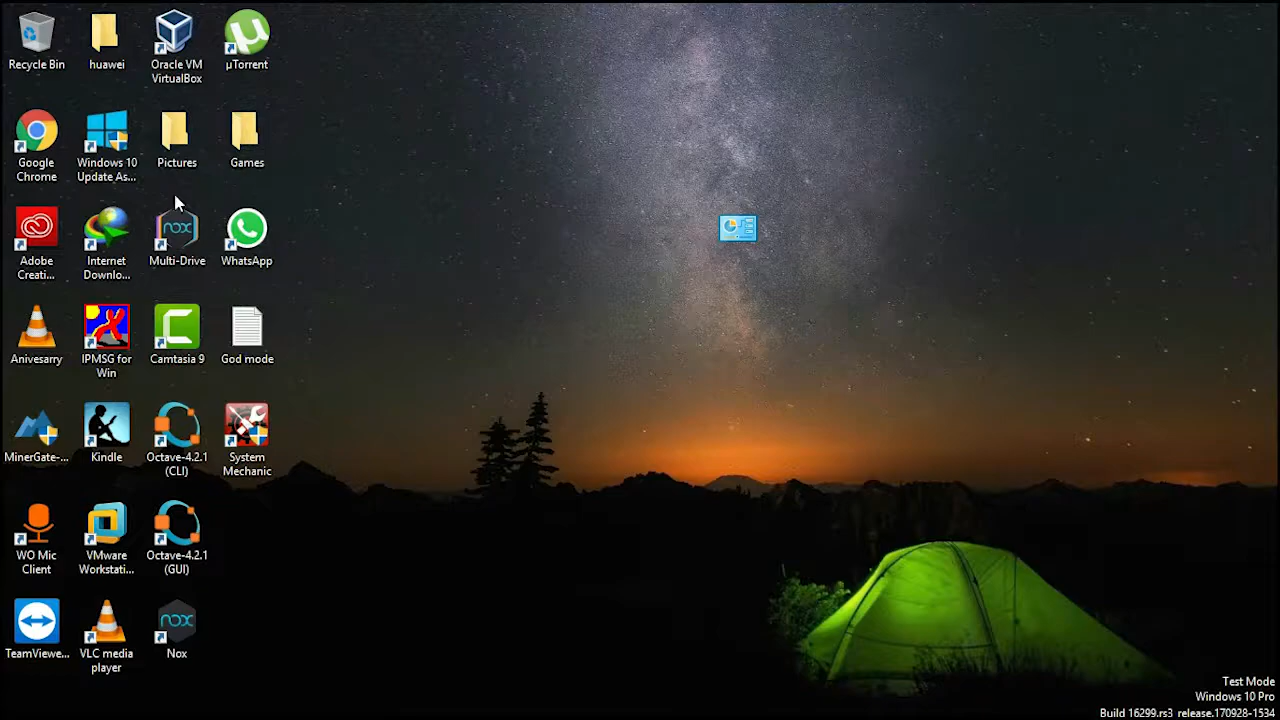 Recycle Bin
huawei
Oracle VM
VirtualBox
µTorrent
Google
Chrome
Windows 10
Update As...
Pictures
Games
Adobe
Creati...
Internet
Downlo...
nox
Multi-Drive
WhatsApp
Anivesarry
IPMSG for
Win
Camtasia 9
God mode
MinerGate-...
Kindle
Octave-4.2.1
(CLI)
System
Mechanic
WO Mic
Client
VMware
Workstati...
Octave-4.2.1
(GUI)
TeamViewe...
VLC media
player
nox
Nox
Test Mode
Windows 10 Pro
Build 16299.rs3_release.170928-1534